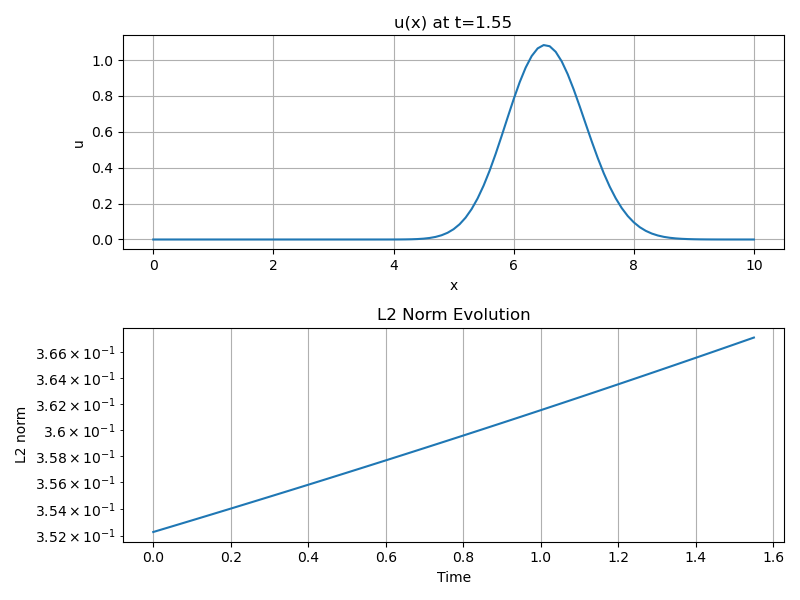 u(x) at t=1.55
u
1.0
0.8
0.6
0.4
0.2
0.0
0 2 4 6 8 10
x
L2 Norm Evolution
L2 norm
3.66 × 10⁻¹
3.64 × 10⁻¹
3.62 × 10⁻¹
3.6 × 10⁻¹
3.58 × 10⁻¹
3.56 × 10⁻¹
3.54 × 10⁻¹
3.52 × 10⁻¹
0.0 0.2 0.4 0.6 0.8 1.0 1.2 1.4 1.6
Time